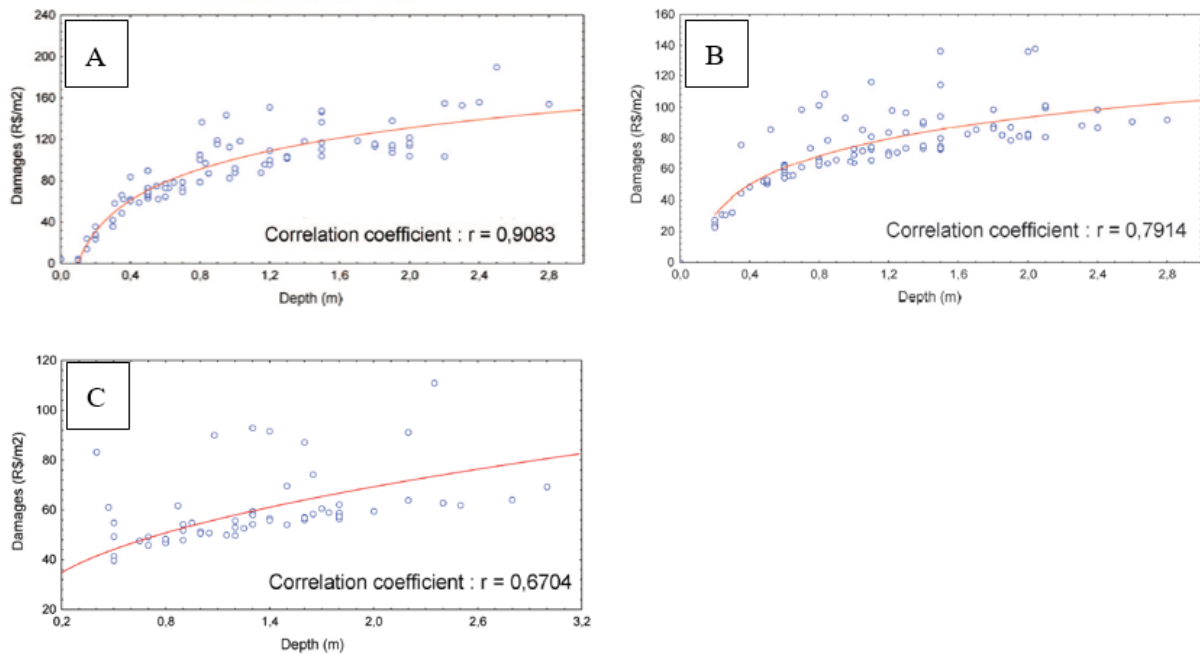 240
200
160
120
80
40
0
Damages (R$/m2)
A
Correlation coefficient : r = 0,9083
0,0 0,4 0,8 1,2 1,6 2,0 2,4 2,8
Depth (m)
160
140
120
100
80
60
40
20
0
Damages (R$/m2)
B
Correlation coefficient : r = 0,7914
0,0 0,4 0,8 1,2 1,6 2,0 2,4 2,8
Depth (m)
120
100
80
60
40
20
Damages (R$/m2)
C
Correlation coefficient : r = 0,6704
0,2 0,8 1,4 2,0 2,6 3,2
Depth (m)